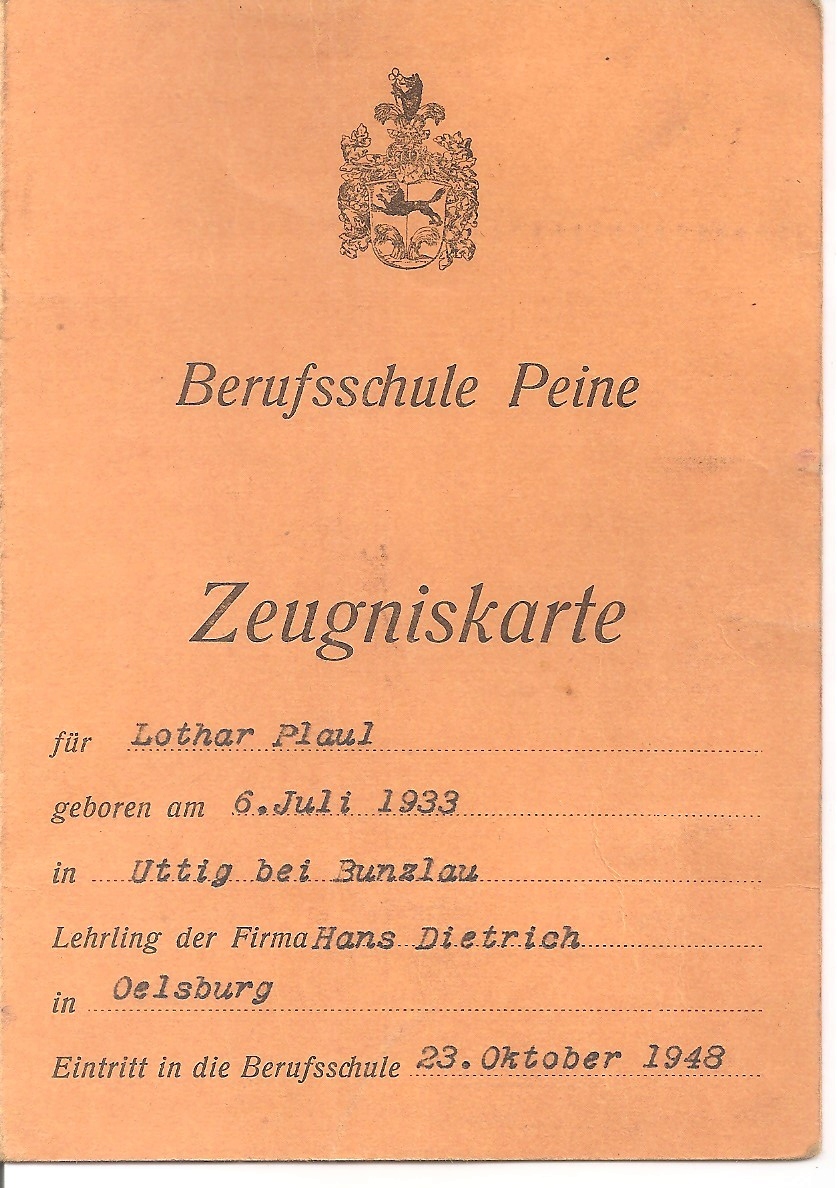 Berufsschule Peine
Zeugniskarte
für Lothar Plaul
geboren am 6.Juli 1933
in Uttig bei Bunzlau
Lehrling der Firma Hans Dietrich
in Oelsburg
Eintritt in die Berufsschule 23.Oktober 1948